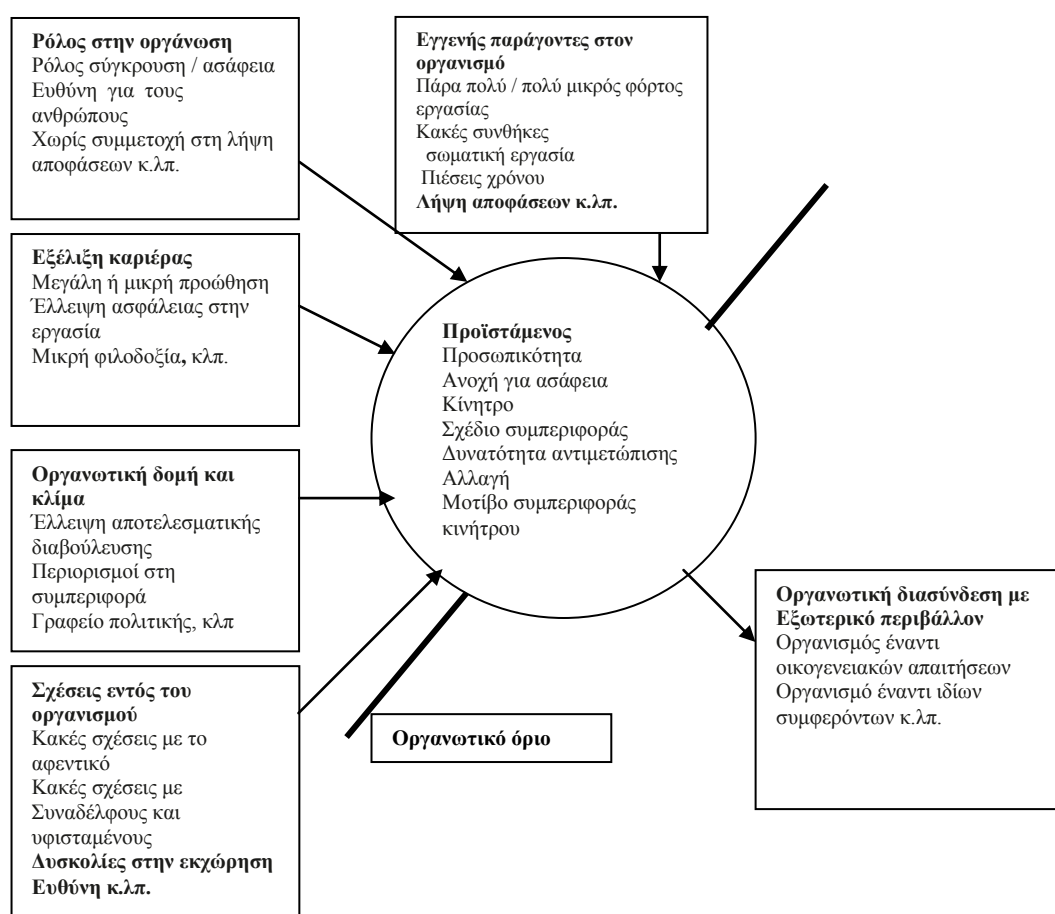 Ρόλος στην οργάνωση
Ρόλος σύγκρουση / ασάφεια
Ευθύνη για τους
ανθρώπους
Χωρίς συμμετοχή στη λήψη
αποφάσεων κ.λπ.
Εγγενής παράγοντες στον
οργανισμό
Πάρα πολύ / πολύ μικρός φόρτος
εργασίας
Κακές συνθήκες
σωματική εργασία
Πιέσεις χρόνου
Λήψη αποφάσεων κ.λπ.
Εξέλιξη καριέρας
Μεγάλη ή μικρή προώθηση
Έλλειψη ασφάλειας στην
εργασία
Μικρή φιλοδοξία, κλπ.
Προϊστάμενος
Προσωπικότητα
Ανοχή για ασάφεια
Κίνητρο
Σχέδιο συμπεριφοράς
Δυνατότητα αντιμετώπισης
Αλλαγή
Μοτίβο συμπεριφοράς
κινήτρου
Οργανωτική δομή και
κλίμα
Έλλειψη αποτελεσματικής
διαβούλευσης
Περιορισμοί στη
συμπεριφορά
Γραφείο πολιτικής, κλπ
Οργανωτική διασύνδεση με
Εξωτερικό περιβάλλον
Οργανισμός έναντι
οικογενειακών απαιτήσεων
Οργανισμό έναντι ιδίων
συμφερόντων κ.λπ.
Σχέσεις εντός του
οργανισμού
Κακές σχέσεις με το
αφεντικό
Κακές σχέσεις με
Συναδέλφους και
υφισταμένους
Δυσκολίες στην εκχώρηση
Ευθύνη κ.λπ.
Οργανωτικό όριο